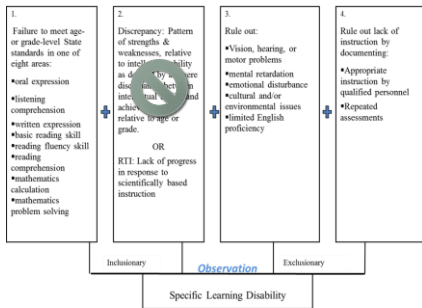 1.
Failure to meet age-
or grade-level State
standards in one of
eight areas:
▪oral expression
▪listening
comprehension
▪written expression
▪basic reading skill
▪reading fluency skill
▪reading
comprehension
▪mathematics
calculation
▪mathematics
problem solving
2.
Discrepancy: Pattern
of strengths &
weaknesses, relative
to
as
between
and
relative to age or
grade.
OR
RTI: Lack of progress
in response to
scientifically based
instruction
3.
Rule out:
▪Vision, hearing, or
motor problems
▪mental retardation
▪emotional disturbance
▪cultural and/or
environmental issues
▪limited English
proficiency
4.
Rule out lack of
instruction by
documenting:
▪Appropriate
instruction by
qualified personnel
▪Repeated
assessments
Inclusionary
Observation
Exclusionary
Specific Learning Disability